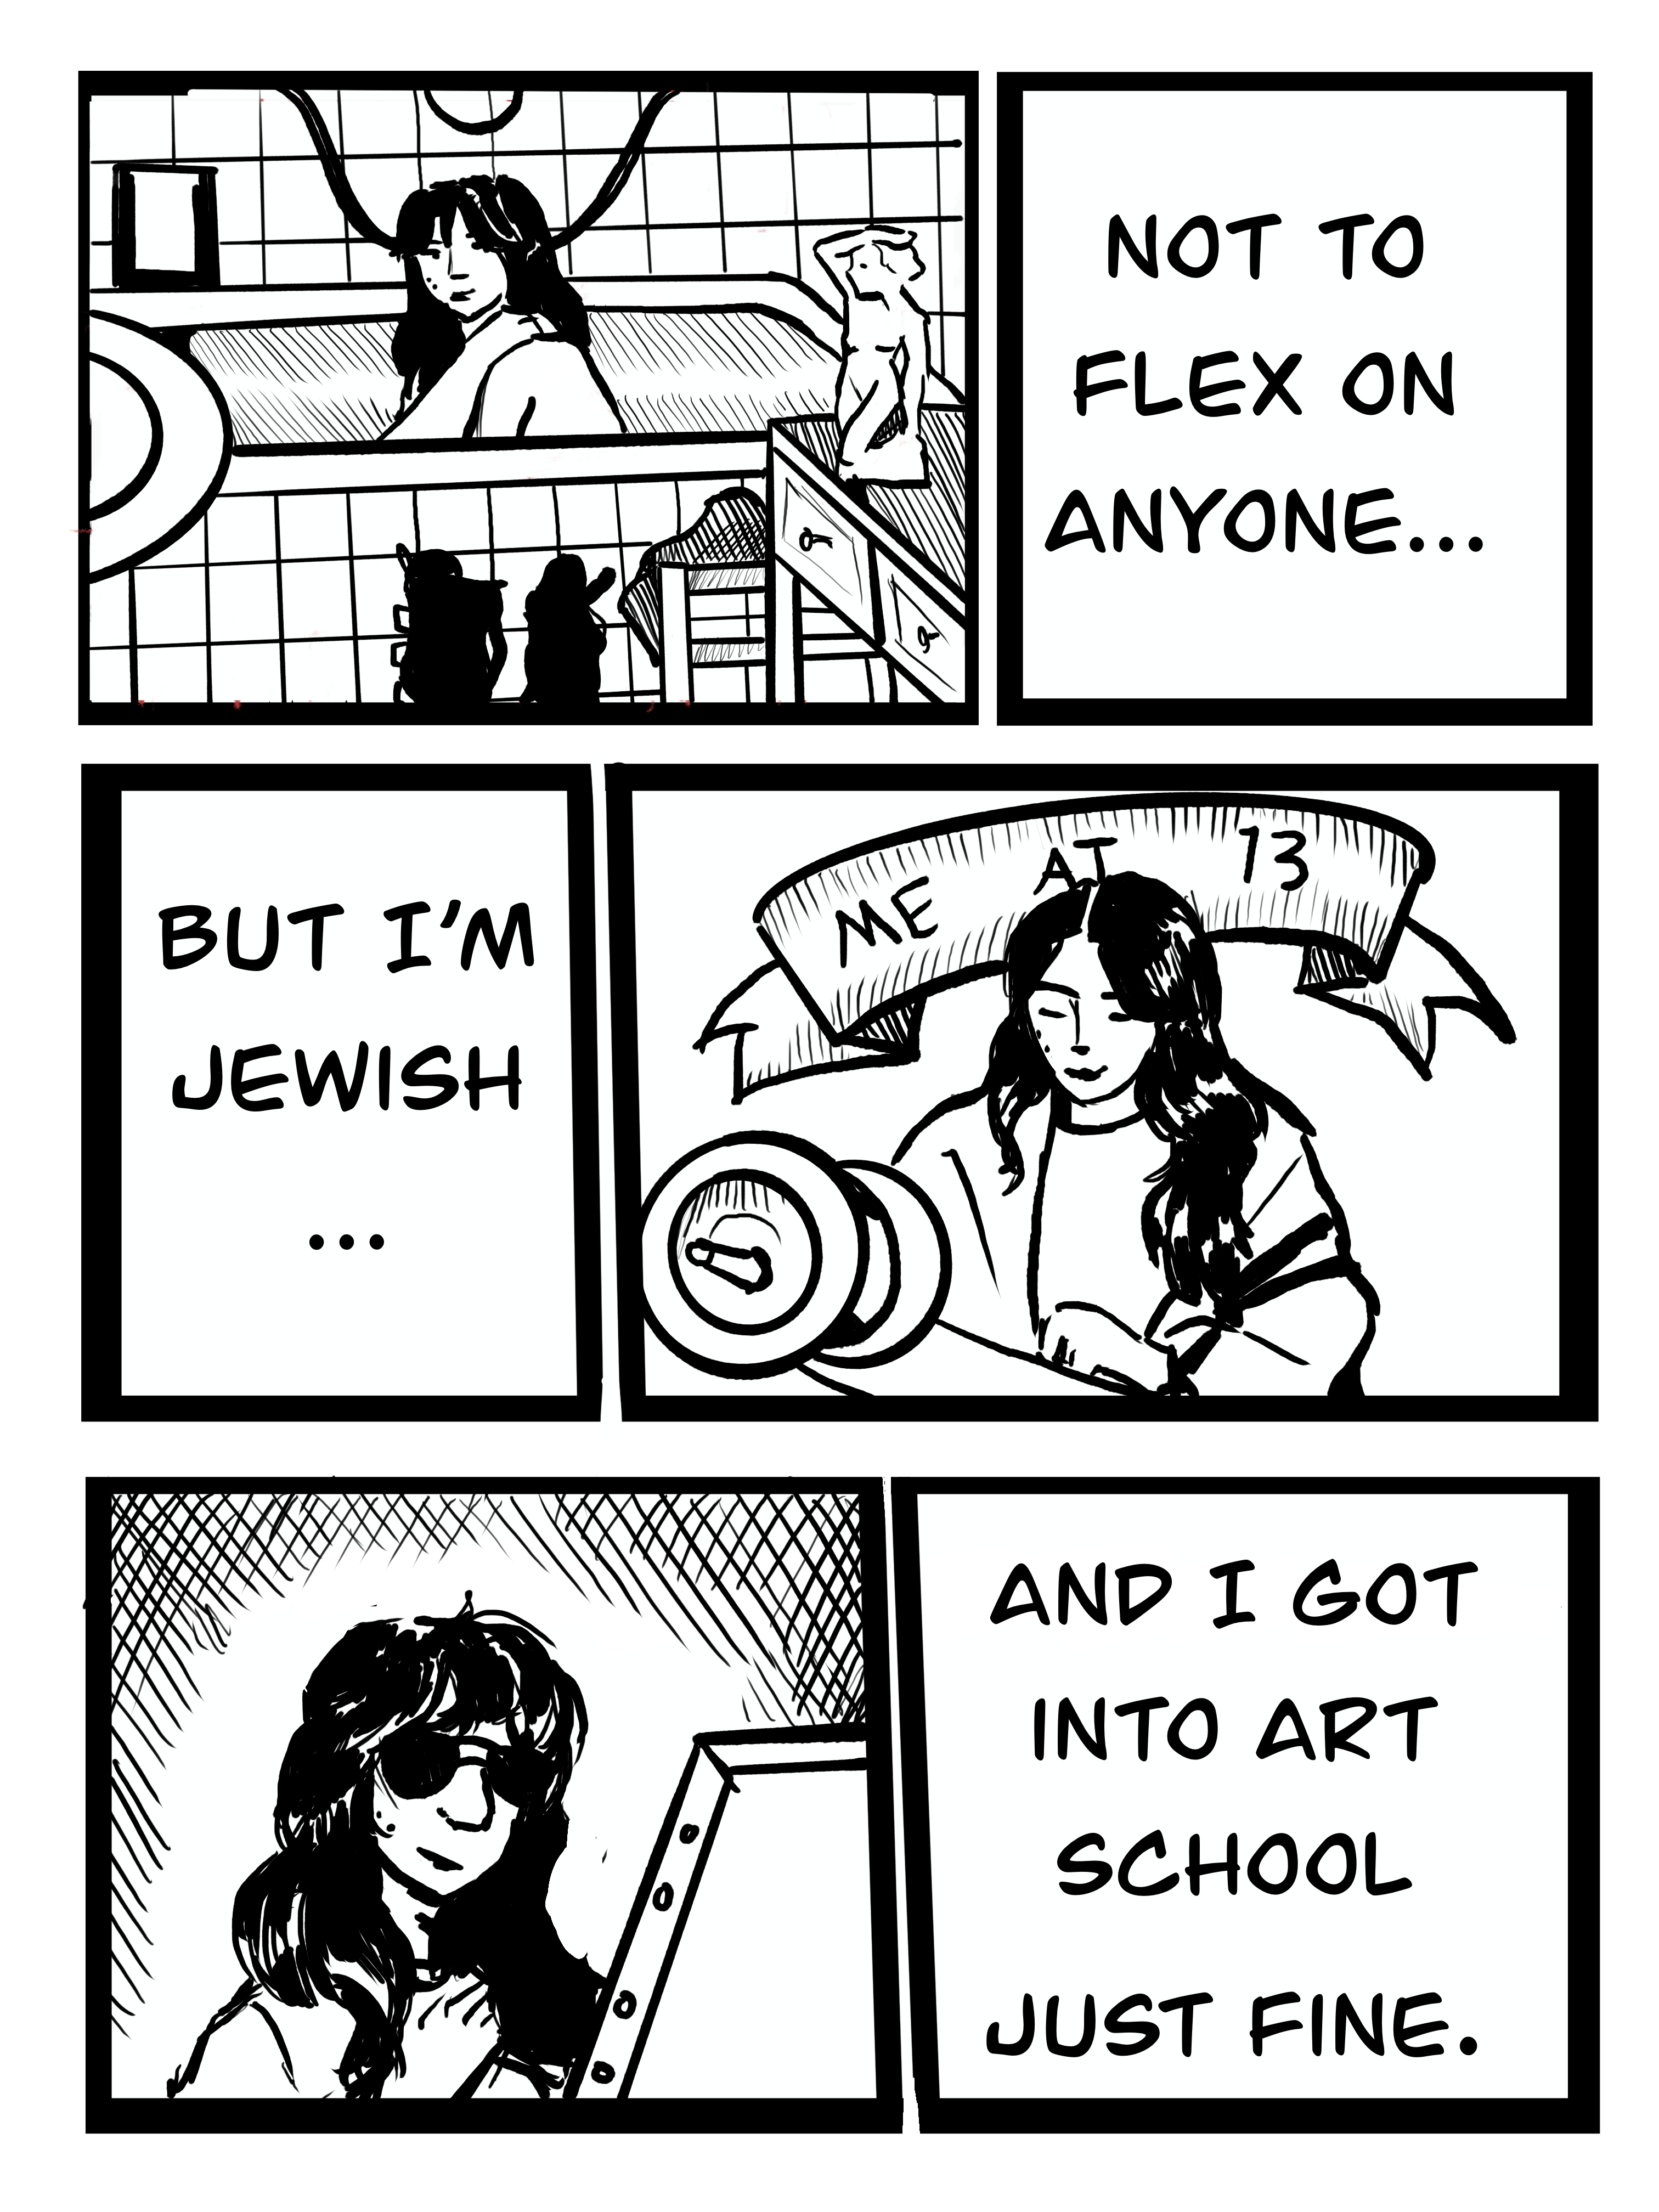 NOT TO
FLEX ON
ANYONE...
BUT I'M
JEWISH
...
ME AT 13
AND I GOT
INTO ART
SCHOOL
JUST FINE.